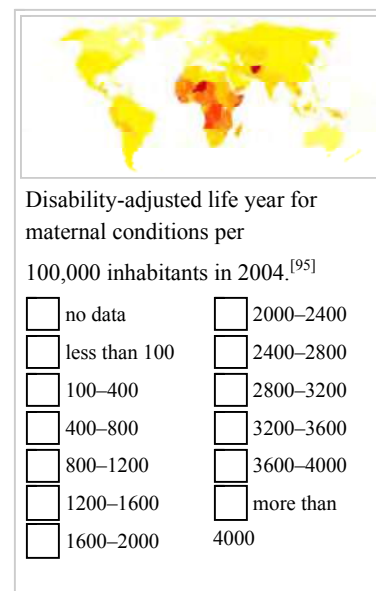 Disability-adjusted life year for
maternal conditions per
100,000 inhabitants in 2004.[95]
no data
less than 100
100–400
400–800
800–1200
1200–1600
1600–2000
2000–2400
2400–2800
2800–3200
3200–3600
3600–4000
more than
4000